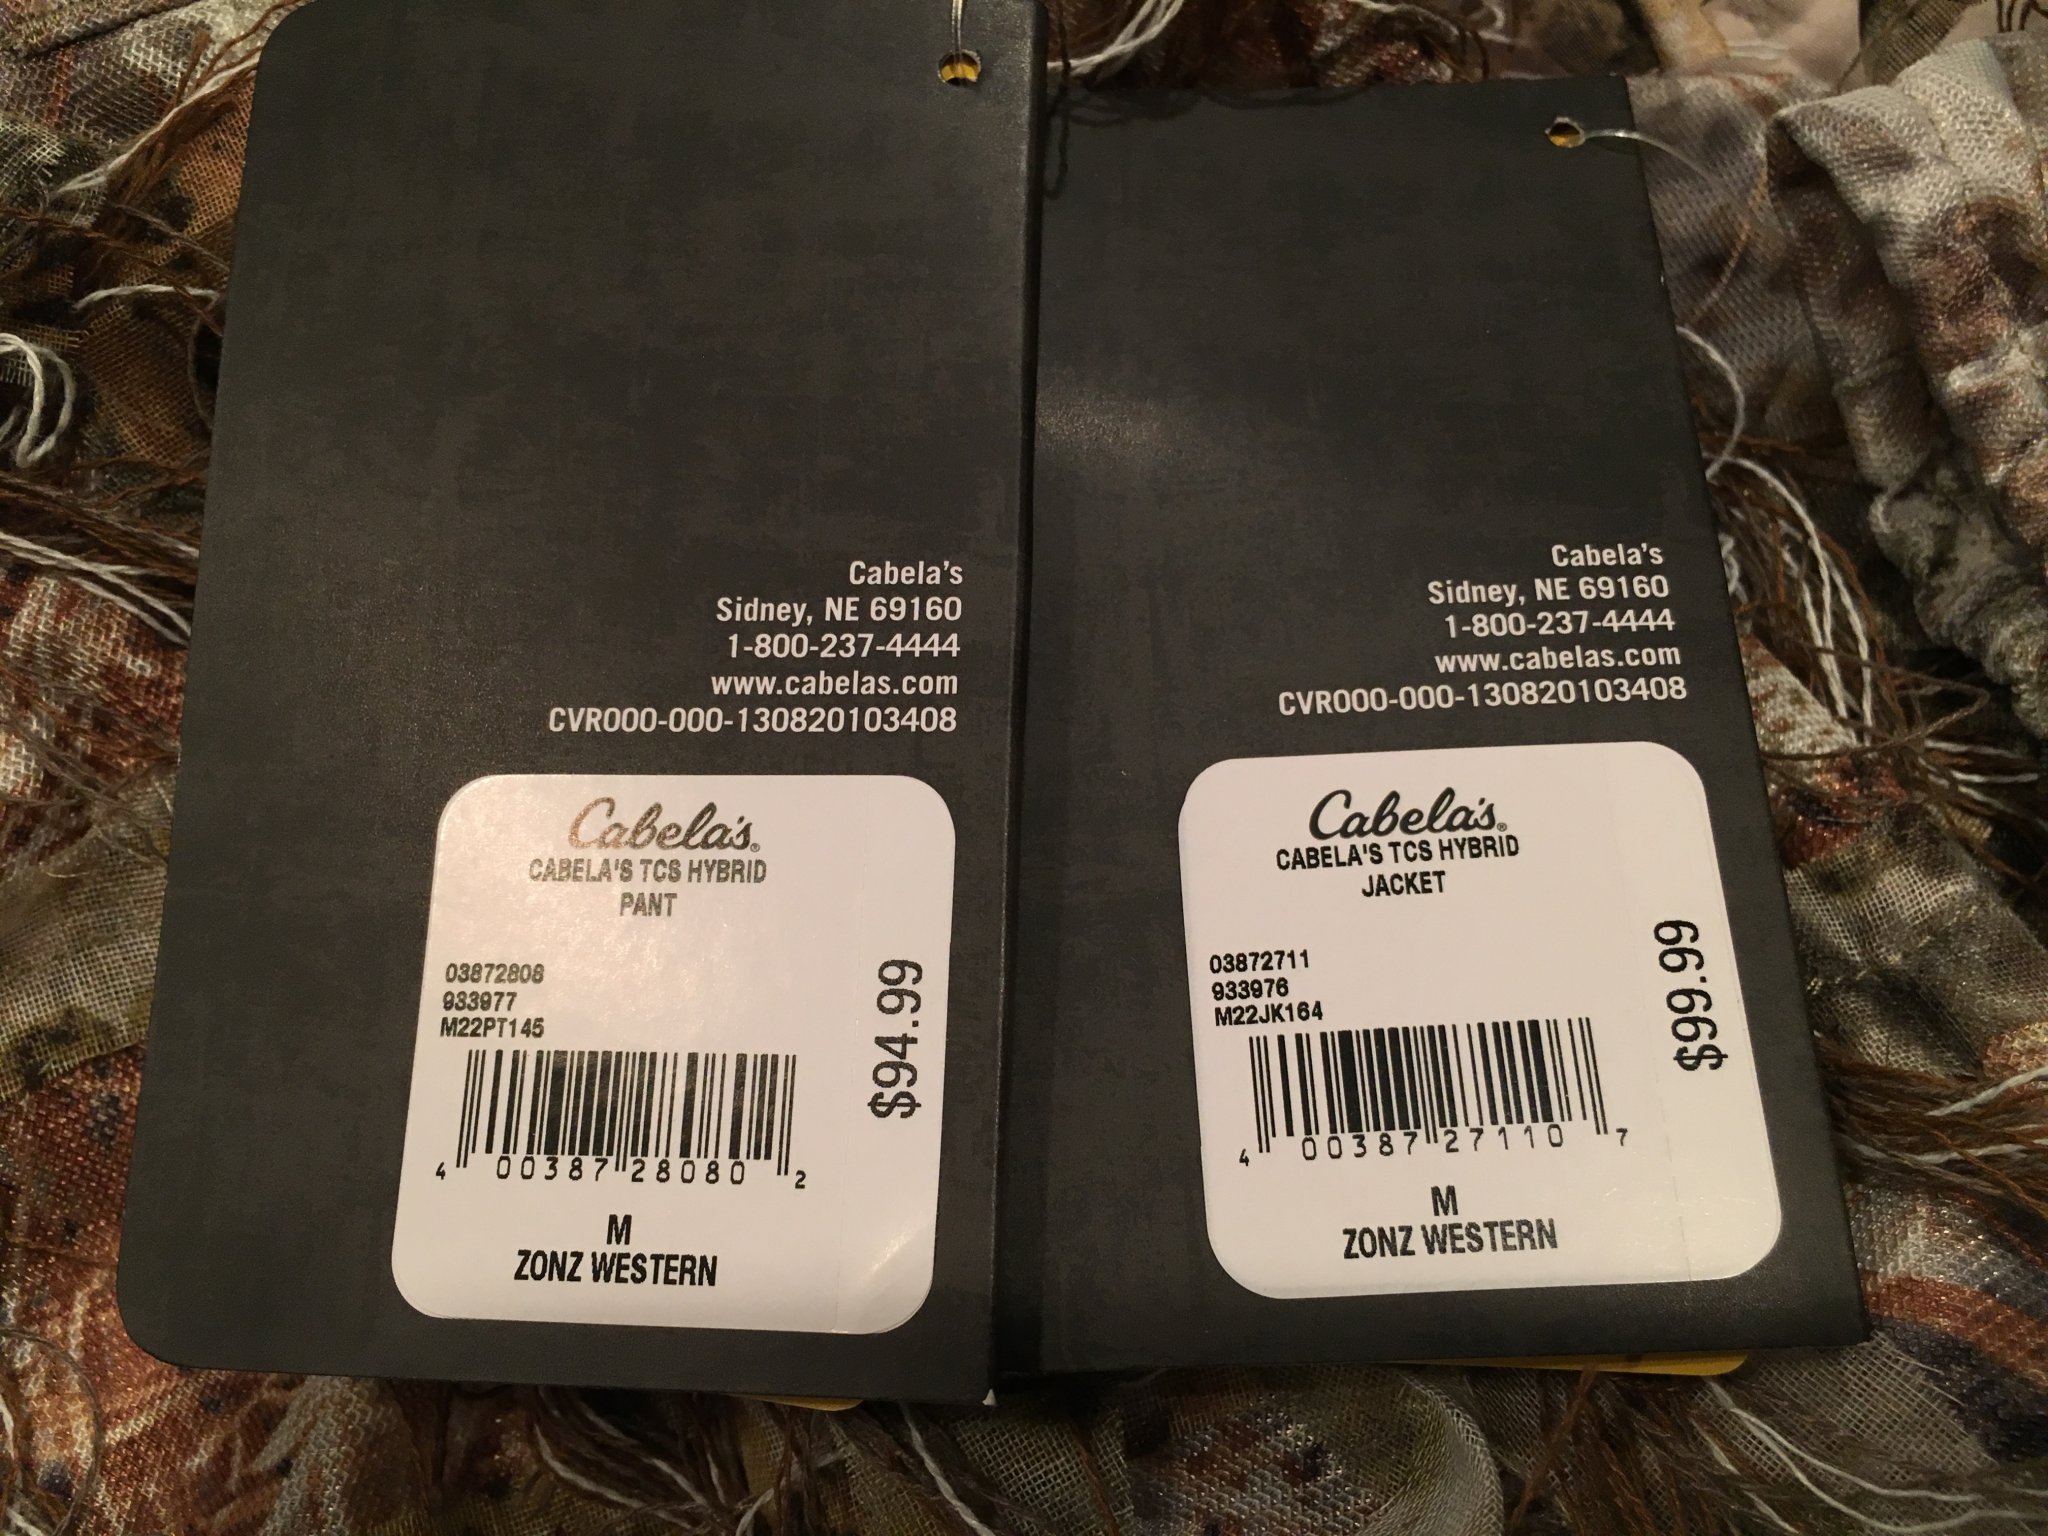 Cabela's
Sidney, NE 69160
1-800-237-4444
www.cabelas.com
CVR000-000-130820103408
Cabela's®
CABELA'S TCS HYBRID
PANT
03872808
933977
M22PT145
$94.99
4 00387 28080 2
M
ZONZ WESTERN
Cabela's
Sidney, NE 69160
1-800-237-4444
www.cabelas.com
CVR000-000-130820103408
Cabela's®
CABELA'S TCS HYBRID
JACKET
03872711
933976
M22JK164
$99.99
4 00387 27110 7
M
ZONZ WESTERN